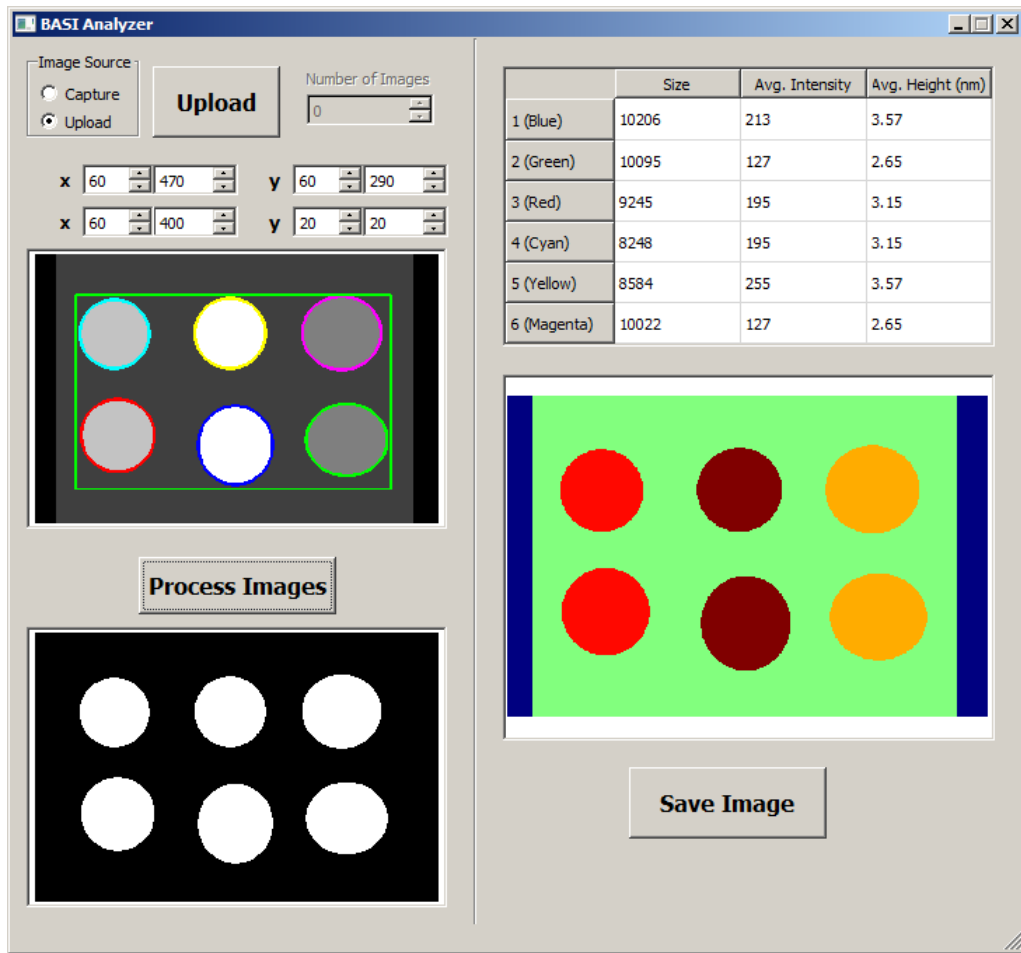 BASI Analyzer
Image Source
Capture
Upload
Upload
Number of Images
0
x 60 470 y 60 290
x 60 400 y 20 20
Process Images
Size Avg. Intensity Avg. Height (nm)
1 (Blue) 10206 213 3.57
2 (Green) 10095 127 2.65
3 (Red) 9245 195 3.15
4 (Cyan) 8248 195 3.15
5 (Yellow) 8584 255 3.57
6 (Magenta) 10022 127 2.65
Save Image